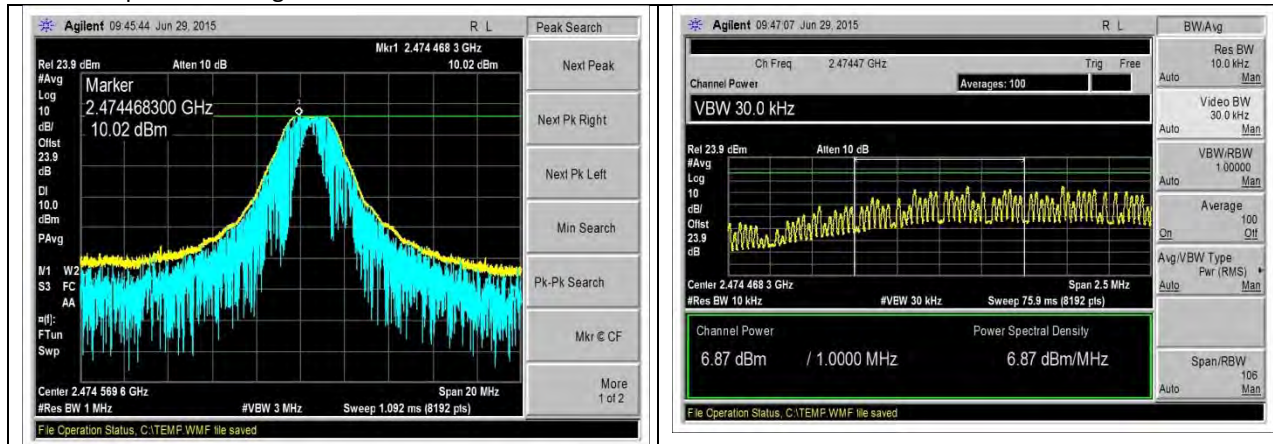 Agilent 09:45:44 Jun 29, 2015 R L
Peak Search
Mkr1 2.474 468 3 GHz
Ref 23.9 dBm Atten 10 dB 10.02 dBm
#Avg
Log
10
dB/
Offst
23.9
dB
DI
10.0
dBm
PAvg
Marker
2.474468300 GHz
10.02 dBm
1
M1 W2
S3 FC
AA
¤(f):
FTun
Swp
Center 2.474 569 6 GHz Span 20 MHz
#Res BW 1 MHz #VBW 3 MHz Sweep 1.092 ms (8192 pts)
File Operation Status, C:\TEMP.WMF file saved
Next Peak
Next Pk Right
Next Pk Left
Min Search
Pk-Pk Search
Mkr © CF
More
1 of 2
Agilent 09:47:07 Jun 29, 2015 R L
BW/Avg
Ch Freq 2.47447 GHz Trig Free
Channel Power Averages: 100
VBW 30.0 kHz
Ref 23.9 dBm Atten 10 dB
#Avg
Log
10
dB/
Offst
23.9
dB
Center 2.474 468 3 GHz Span 2.5 MHz
#Res BW 10 kHz #VBW 30 kHz Sweep 75.9 ms (8192 pts)
Channel Power Power Spectral Density
6.87 dBm / 1.0000 MHz 6.87 dBm/MHz
File Operation Status, C:\TEMP.WMF file saved
Res BW
10.0 kHz
Auto Man
Video BW
30.0 kHz
Auto Man
VBW/RBW
1.00000
Auto Man
Average
100
On Off
Avg/VBW Type
Pwr (RMS)
Auto Man
Span/RBW
106
Auto Man